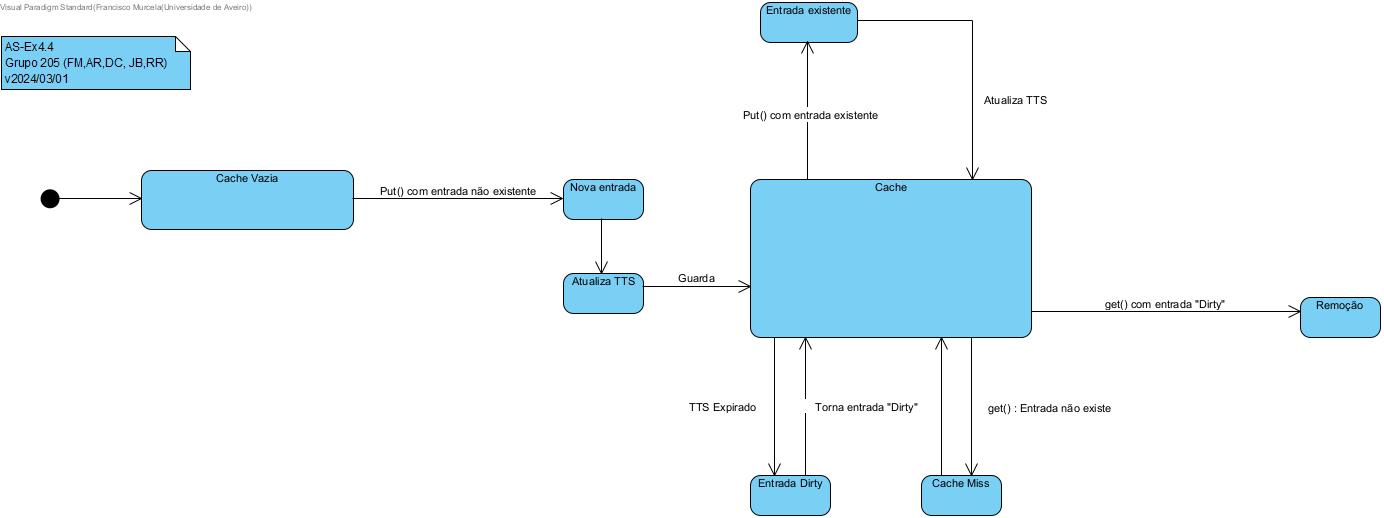 Visual Paradigm Standard(Francisco Murcela(Universidade de Aveiro))
AS-Ex4.4
Grupo 205 (FM,AR,DC, JB,RR)
v2024/03/01
Entrada existente
Atualiza TTS
Put() com entrada existente
Cache Vazia
Put() com entrada não existente
Nova entrada
Cache
Atualiza TTS
Guarda
get() com entrada "Dirty"
Remoção
TTS Expirado
Torna entrada "Dirty"
get() : Entrada não existe
Entrada Dirty
Cache Miss